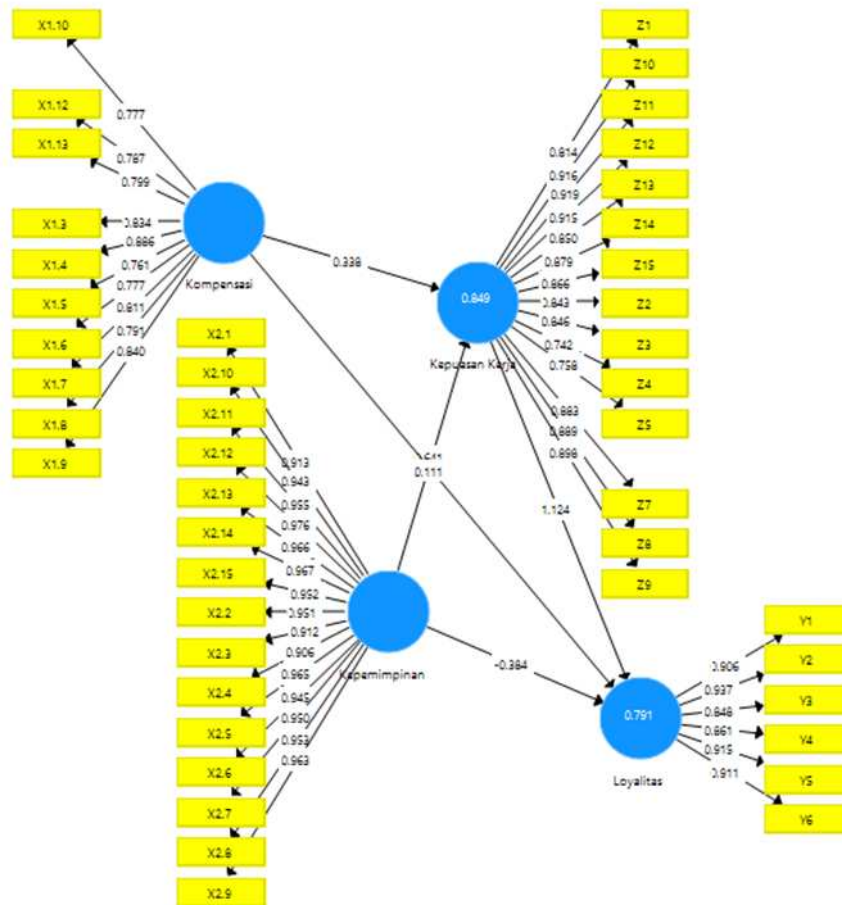 X1.10
X1.12
X1.13
X1.3
X1.4
X1.5
X1.6
X1.7
X1.8
X1.9
0.777
0.787
0.799
0.834
0.886
0.761
0.777
0.811
0.791
0.840
Kompensasi
0.338
X2.1
X2.10
X2.11
X2.12
X2.13
X2.14
X2.15
X2.2
X2.3
X2.4
X2.5
X2.6
X2.7
X2.8
X2.9
0.913
0.943
0.955
0.976
0.966
0.967
0.952
0.951
0.912
0.906
0.965
0.945
0.950
0.953
0.963
Kepemimpinan
0.111
-0.384
0.849
Kepuasan Kerja
1.124
0.814
0.916
0.919
0.915
0.850
0.879
0.866
0.843
0.846
0.742
0.758
0.883
0.889
0.898
Z1
Z10
Z11
Z12
Z13
Z14
Z15
Z2
Z3
Z4
Z5
Z7
Z8
Z9
0.791
Loyalitas
0.906
0.937
0.848
0.861
0.915
0.911
Y1
Y2
Y3
Y4
Y5
Y6